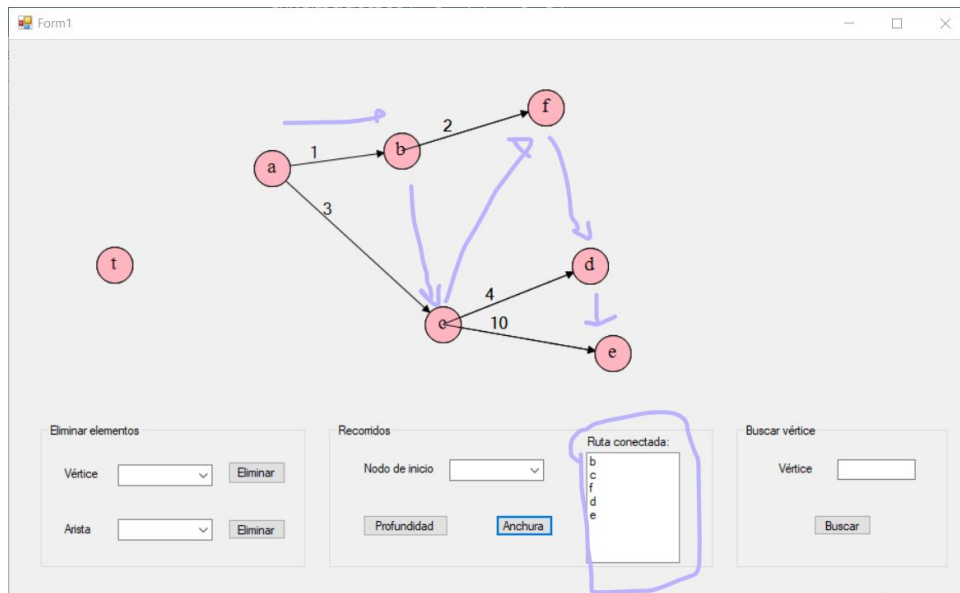 Form1
f
2
b
1
a
3
t
d
4
c
10
e
Eliminar elementos
Vértice
Eliminar
Arista
Eliminar
Recorridos
Nodo de inicio
Profundidad
Anchura
Ruta conectada:
b
c
f
d
e
Buscar vértice
Vértice
Buscar